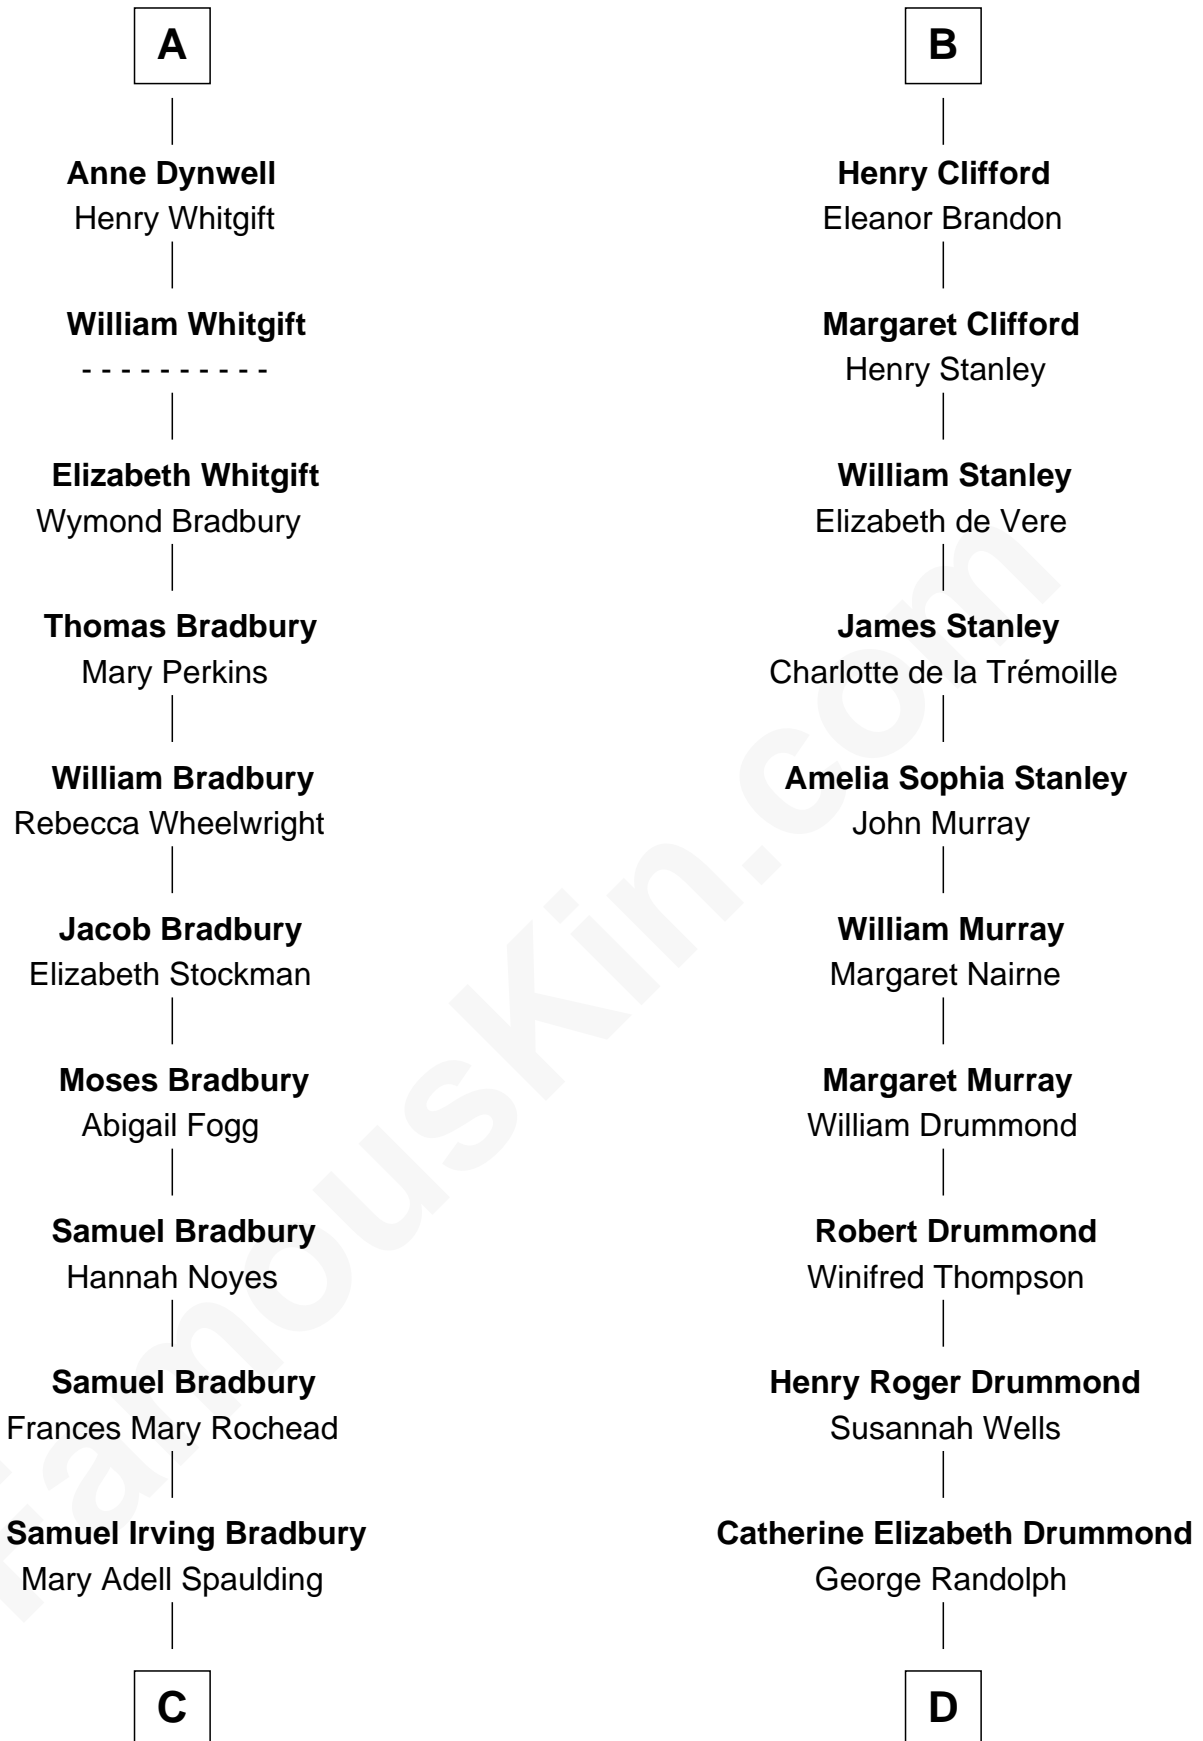 A
Anne Dynwell
Henry Whitgift
William Whitgift
- - - - - - - - - -
Elizabeth Whitgift
Wymond Bradbury
Thomas Bradbury
Mary Perkins
William Bradbury
Rebecca Wheelwright
Jacob Bradbury
Elizabeth Stockman
Moses Bradbury
Abigail Fogg
Samuel Bradbury
Hannah Noyes
Samuel Bradbury
Frances Mary Rochead
Samuel Irving Bradbury
Mary Adell Spaulding
C
B
Henry Clifford
Eleanor Brandon
Margaret Clifford
Henry Stanley
William Stanley
Elizabeth de Vere
James Stanley
Charlotte de la Trémoille
Amelia Sophia Stanley
John Murray
William Murray
Margaret Nairne
Margaret Murray
William Drummond
Robert Drummond
Winifred Thompson
Henry Roger Drummond
Susannah Wells
Catherine Elizabeth Drummond
George Randolph
D
FamousKin.com